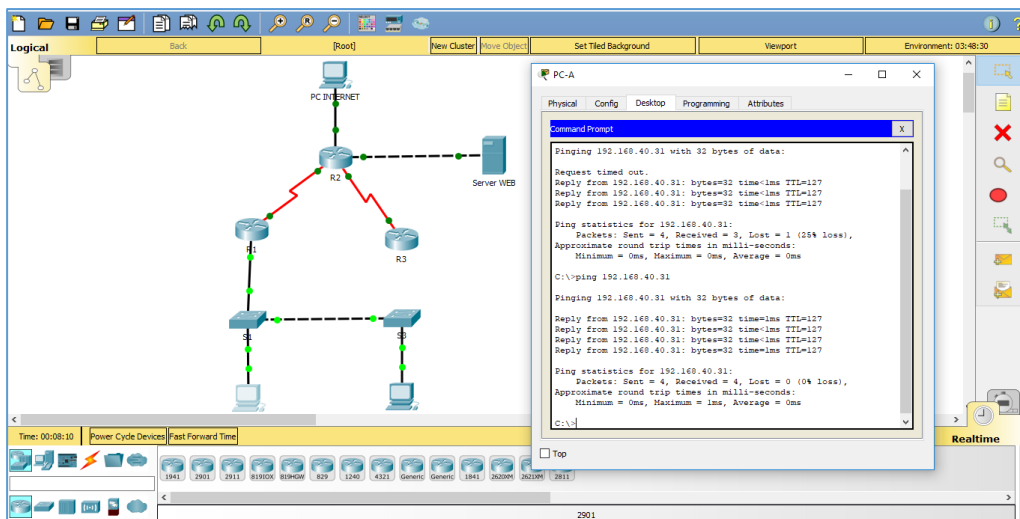 Logical
Back
[Root]
New Cluster
Move Object
Set Tiled Background
Viewport
Environment: 03:48:30
PC INTERNET
R2
Server WEB
R1
R3
S1
S3
PC-A
Physical
Config
Desktop
Programming
Attributes
Command Prompt
X
Pinging 192.168.40.31 with 32 bytes of data:
Request timed out.
Reply from 192.168.40.31: bytes=32 time<1ms TTL=127
Reply from 192.168.40.31: bytes=32 time<1ms TTL=127
Reply from 192.168.40.31: bytes=32 time<1ms TTL=127
Ping statistics for 192.168.40.31:
Packets: Sent = 4, Received = 3, Lost = 1 (25% loss),
Approximate round trip times in milli-seconds:
Minimum = 0ms, Maximum = 0ms, Average = 0ms
C:\>ping 192.168.40.31
Pinging 192.168.40.31 with 32 bytes of data:
Reply from 192.168.40.31: bytes=32 time=1ms TTL=127
Reply from 192.168.40.31: bytes=32 time<1ms TTL=127
Reply from 192.168.40.31: bytes=32 time<1ms TTL=127
Reply from 192.168.40.31: bytes=32 time=1ms TTL=127
Ping statistics for 192.168.40.31:
Packets: Sent = 4, Received = 4, Lost = 0 (0% loss),
Approximate round trip times in milli-seconds:
Minimum = 0ms, Maximum = 1ms, Average = 0ms
C:\>
Top
Time: 00:08:10
Power Cycle Devices
Fast Forward Time
Realtime
1941
2901
2911
819IOX
819HGW
829
1240
4321
Generic
Generic
1841
2620XM
2621XM
2811
2901